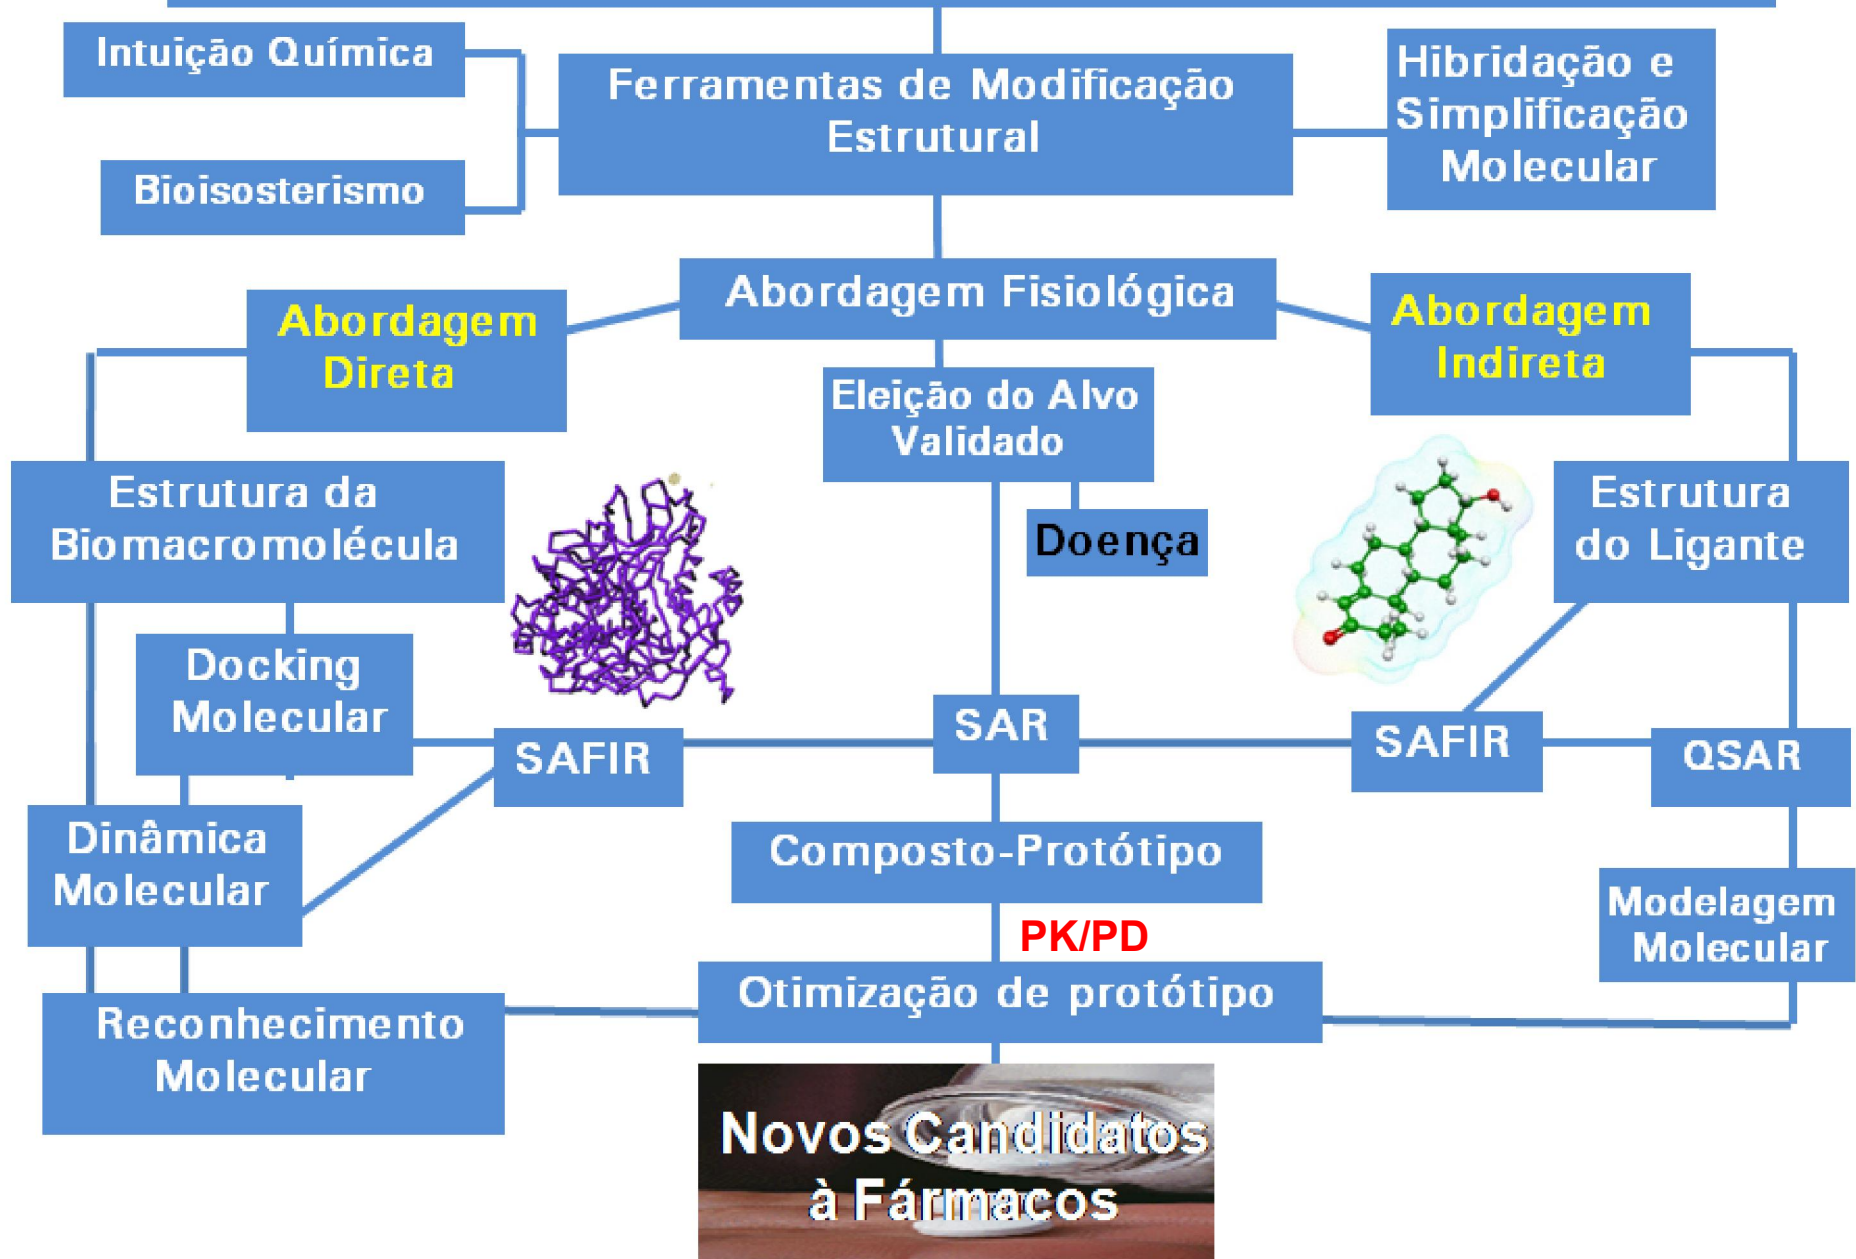 Intuição Química
Bioisosterismo
Ferramentas de Modificação
Estrutural
Hibridação e
Simplificação
Molecular
Abordagem Fisiológica
Abordagem
Direta
Eleição do Alvo
Validado
Doença
Abordagem
Indireta
Estrutura da
Biomacromolécula
Estrutura
do Ligante
Docking
Molecular
SAFIR
SAR
SAFIR
QSAR
Dinâmica
Molecular
Composto-Protótipo
PK/PD
Modelagem
Molecular
Otimização de protótipo
Reconhecimento
Molecular
Novos Candidatos
à Fármacos